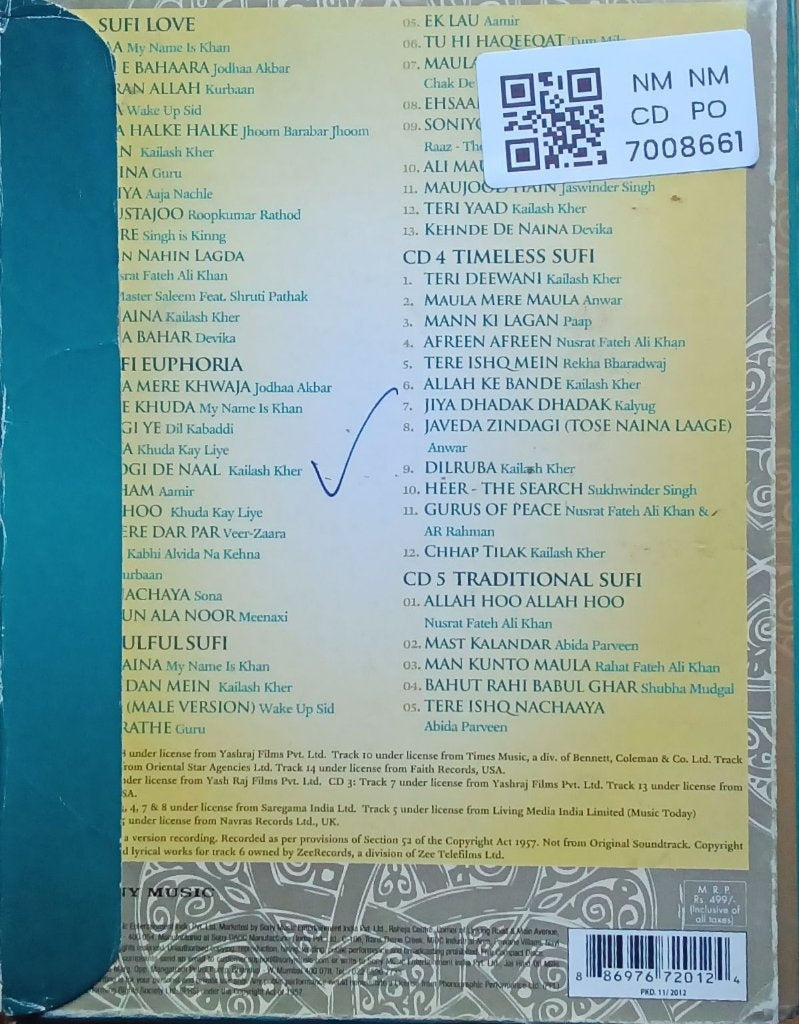 SUFI LOVE
My Name Is Khan
E BAHAARA Jodhaa Akbar
RAN ALLAH Kurbaan
Wake Up Sid
A HALKE HALKE Jhoom Barabar Jhoom
N Kailash Kher
INA Guru
IYA Aaja Nachle
USTAJOO Roopkumar Rathod
RE Singh is Kinng
N NAHIN LAGDA
srat Fateh Ali Khan
aster Saleem Feat. Shruti Pathak
AINA Kailash Kher
A BAHAR Devika
FI EUPHORIA
A MERE KHWAJA Jodhaa Akbar
E KHUDA My Name Is Khan
GI YE Dil Kabaddi
A Khuda Kay Liye
OGI DE NAAL Kailash Kher
HAM Aamir
HOO Khuda Kay Liye
ERE DAR PAR Veer-Zaara
Kabhi Alvida Na Kehna
urbaan
NACHAYA Sona
UN ALA NOOR Meenaxi
ULFUL SUFI
AINA My Name Is Khan
DAN MEIN Kailash Kher
(MALE VERSION) Wake Up Sid
RATHE Guru
05. EK LAU Aamir
06. TU HI HAQEEQAT
07. MAULA
Chak De
08. EHSAA
09. SONIYO
Raaz - The
10. ALI MAU
11. MAUJOOD HAIN Jaswinder Singh
12. TERI YAAD Kailash Kher
13. KEHNDE DE NAINA Devika
CD 4 TIMELESS SUFI
1. TERI DEEWANI Kailash Kher
2. MAULA MERE MAULA Anwar
3. MANN KI LAGAN Paap
4. AFREEN AFREEN Nusrat Fateh Ali Khan
5. TERE ISHQ MEIN Rekha Bharadwaj
6. ALLAH KE BANDE Kailash Kher
7. JIYA DHADAK DHADAK Kalyug
8. JAVEDA ZINDAGI (TOSE NAINA LAAGE)
Anwar
9. DILRUBA Kailash Kher
10. HEER - THE SEARCH Sukhwinder Singh
11. GURUS OF PEACE Nusrat Fateh Ali Khan &
AR Rahman
12. CHHAP TILAK Kailash Kher
CD 5 TRADITIONAL SUFI
01. ALLAH HOO ALLAH HOO
Nusrat Fateh Ali Khan
02. MAST KALANDAR Abida Parveen
03. MAN KUNTO MAULA Rahat Fateh Ali Khan
04. BAHUT RAHI BABUL GHAR Shubha Mudgal
05. TERE ISHQ NACHAAYA
Abida Parveen
NM NM
CD PO
7008661
under license from Yashraj Films Pvt. Ltd. Track 10 under license from Times Music, a div. of Bennett, Coleman & Co. Ltd. Track
rom Oriental Star Agencies Ltd. Track 14 under license from Faith Records, USA.
der license from Yash Raj Films Pvt. Ltd. CD 3: Track 7 under license from Yashraj Films Pvt. Ltd. Track 13 under license from
SA.
, 4, 7 & 8 under license from Saregama India Ltd. Track 5 under license from Living Media India Limited (Music Today)
under license from Navras Records Ltd., UK.
a version recording. Recorded as per provisions of Section 52 of the Copyright Act 1957. Not from Original Soundtrack. Copyright
d lyrical works for track 6 owned by ZeeRecords, a division of Zee Telefilms Ltd.
NY MUSIC
M R P
Rs 499/-
(Inclusive of
all taxes)
8 86976 72012 4
PKD. 11/2012